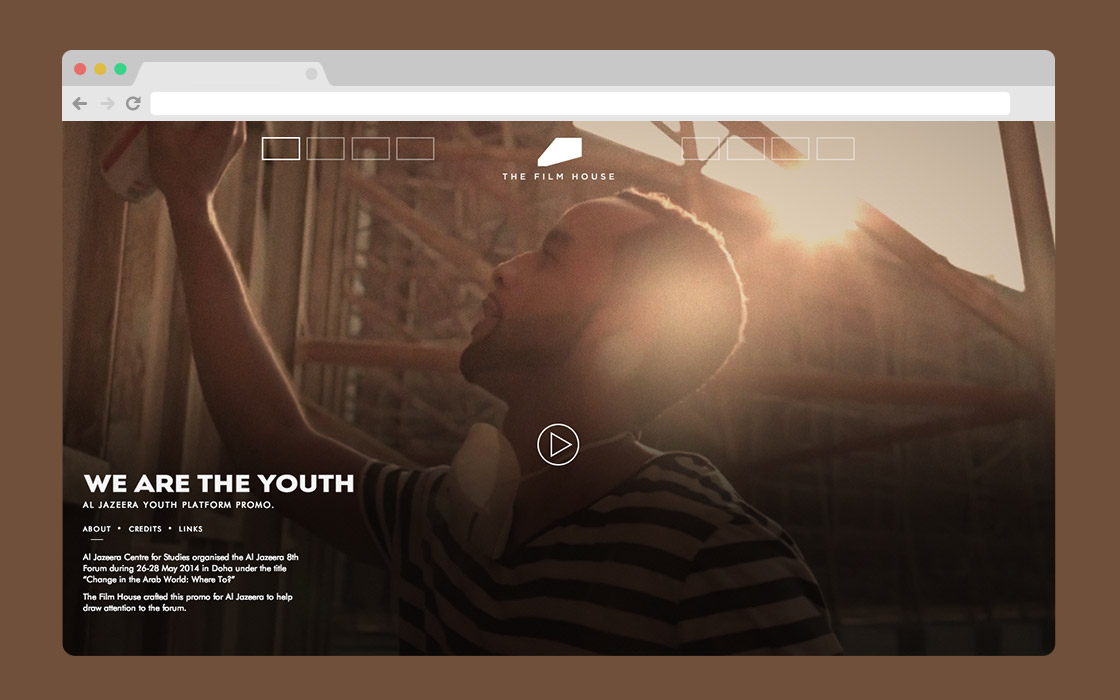 THE FILM HOUSE
WE ARE THE YOUTH
AL JAZEERA YOUTH PLATFORM PROMO.
ABOUT • CREDITS • LINKS
Al Jazeera Centre for Studies organised the Al Jazeera 8th
Forum during 26-28 May 2014 in Doha under the title
“Change in the Arab World: Where To?”
The Film House crafted this promo for Al Jazeera to help
draw attention to the forum.